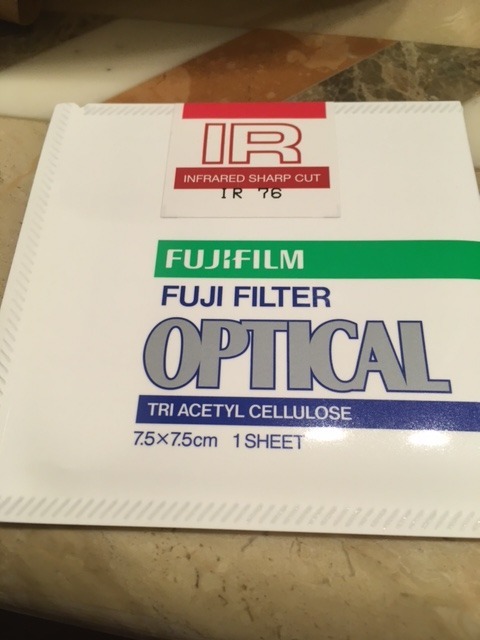 IR
INFRARED SHARP CUT
IR 76
FUJIFILM
FUJI FILTER
OPTICAL
TRI ACETYL CELLULOSE
7.5×7.5cm 1 SHEET